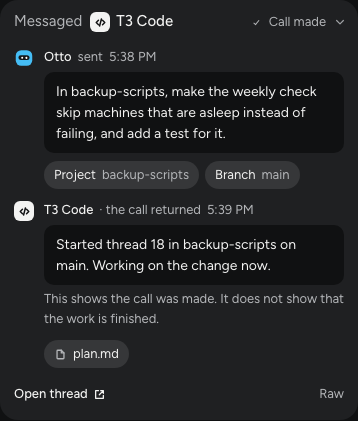 Messaged </> T3 Code ✓ Call made
Otto sent 5:38 PM
In backup-scripts, make the weekly check
skip machines that are asleep instead of
failing, and add a test for it.
Project backup-scripts Branch main
</> T3 Code · the call returned 5:39 PM
Started thread 18 in backup-scripts on
main. Working on the change now.
This shows the call was made. It does not show that
the work is finished.
plan.md
Open thread Raw